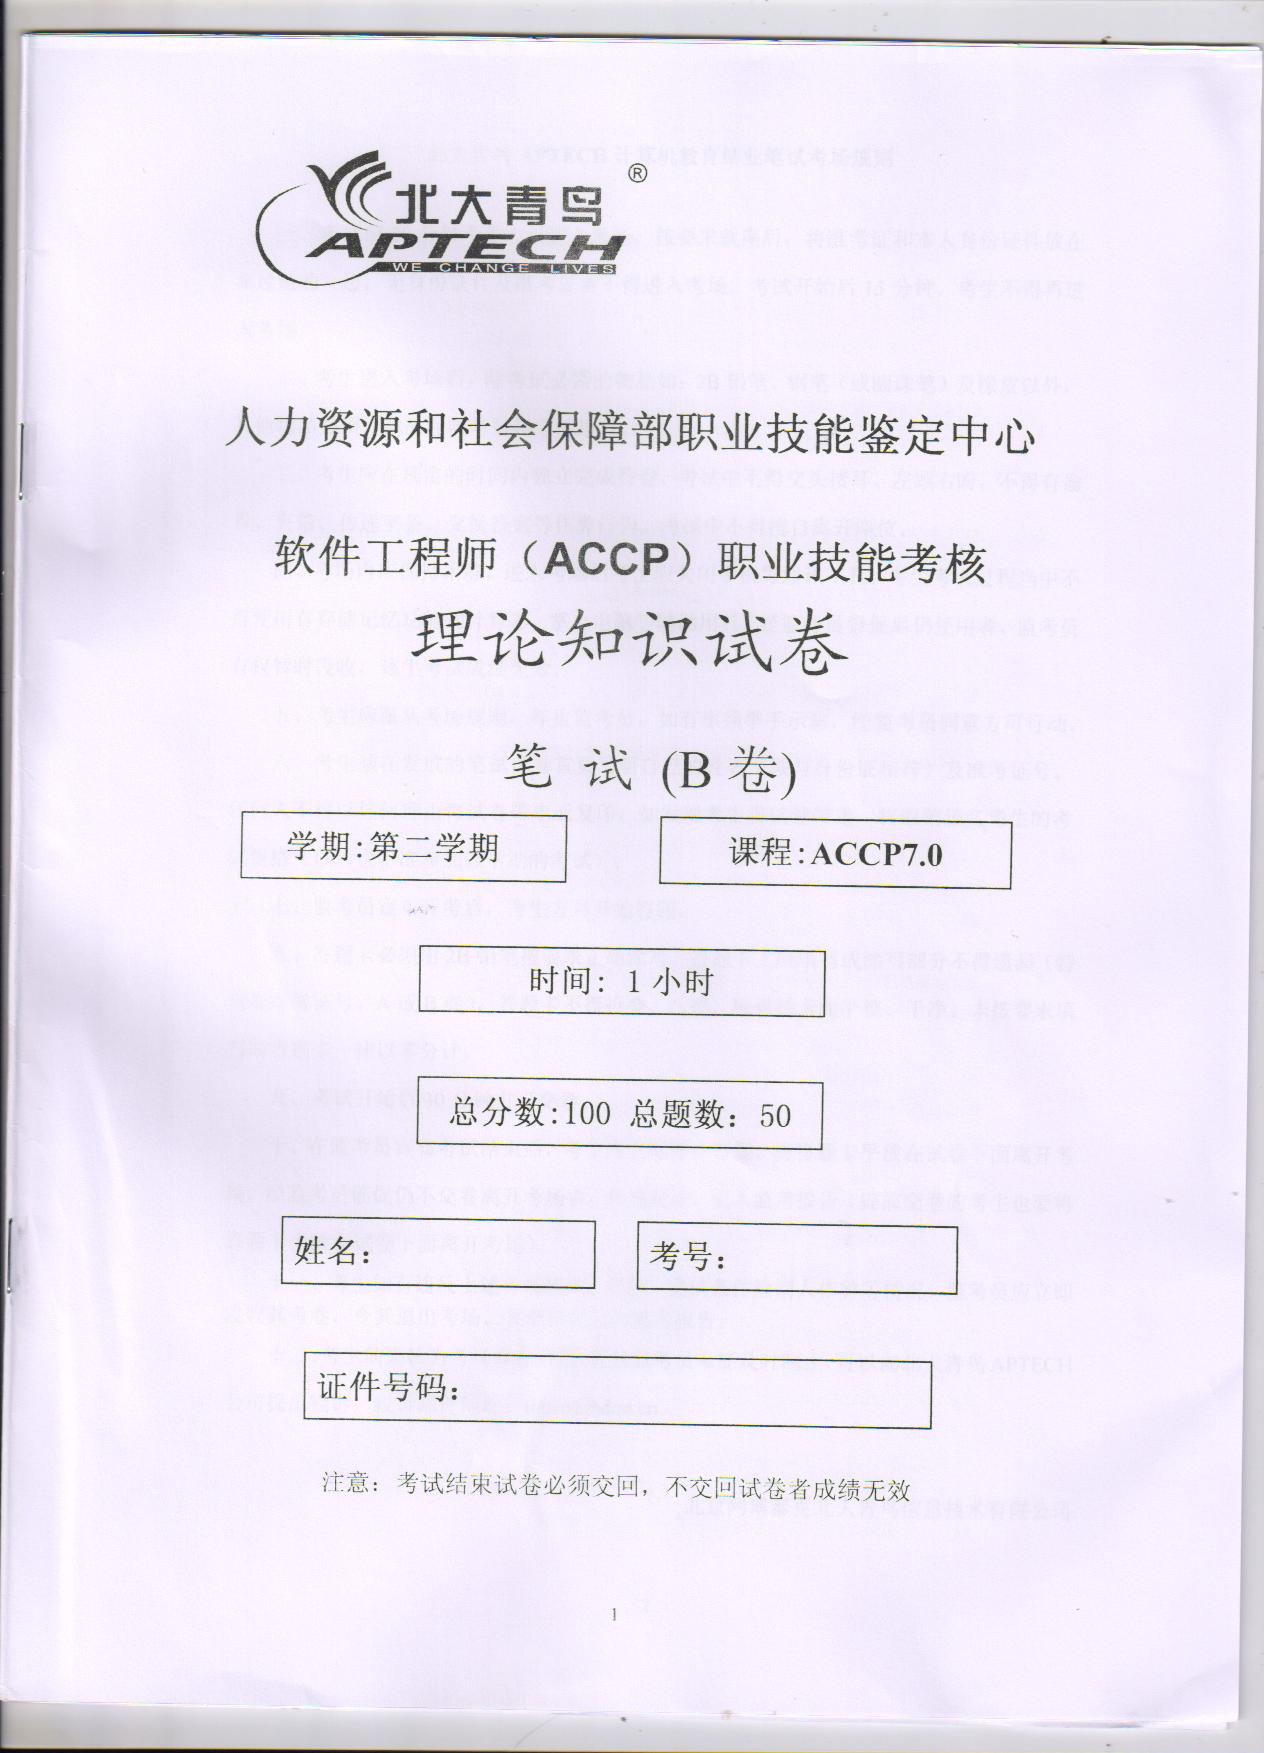 北大青鸟®
APTECH
WE CHANGE LIVES
人力资源和社会保障部职业技能鉴定中心
软件工程师（ACCP）职业技能考核
理论知识试卷
笔 试 (B 卷)
学期:第二学期
课程:ACCP7.0
时间: 1 小时
总分数:100 总题数: 50
姓名:
考号:
证件号码:
注意: 考试结束试卷必须交回，不交回试卷者成绩无效
1